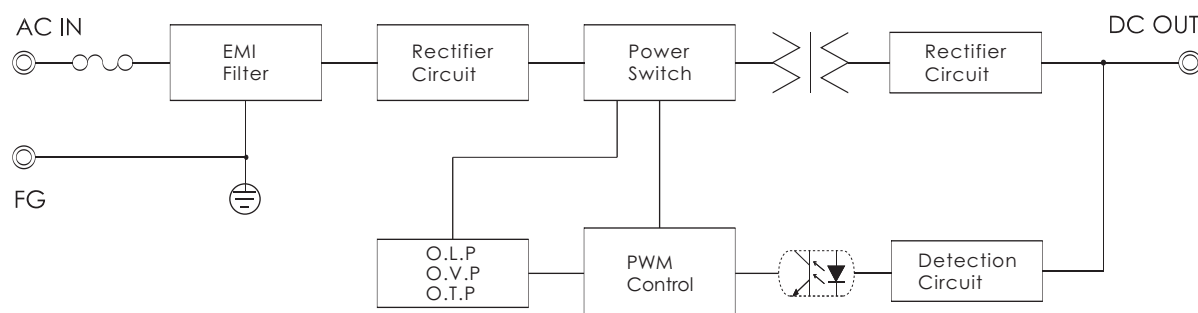 AC IN
EMI
Filter
Rectifier
Circuit
Power
Switch
Rectifier
Circuit
DC OUT
FG
O.L.P
O.V.P
O.T.P
PWM
Control
Detection
Circuit